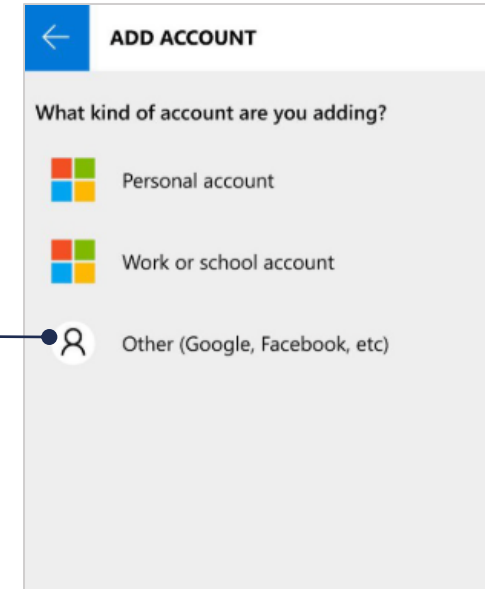 ADD ACCOUNT
What kind of account are you adding?
Personal account
Work or school account
Other (Google, Facebook, etc)